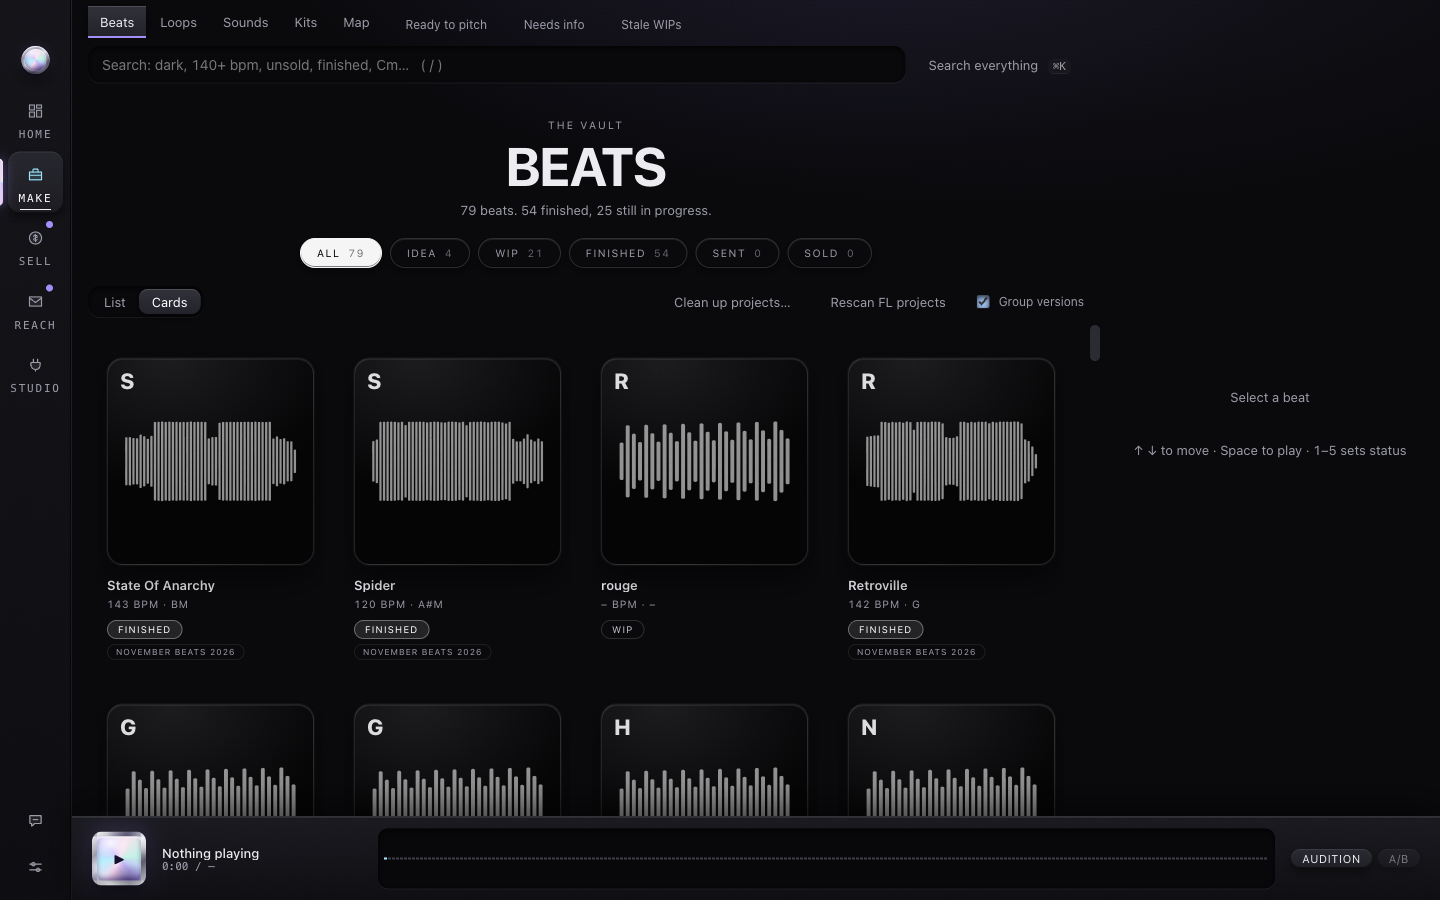 Beats Loops Sounds Kits Map Ready to pitch Needs info Stale WIPs
Search: dark, 140+ bpm, unsold, finished, Cm... ( / ) Search everything ⌘K
HOME
MAKE
SELL
REACH
STUDIO
THE VAULT
BEATS
79 beats. 54 finished, 25 still in progress.
ALL 79 IDEA 4 WIP 21 FINISHED 54 SENT 0 SOLD 0
List Cards Clean up projects... Rescan FL projects Group versions
S S R R
State Of Anarchy Spider rouge Retroville
143 BPM · BM 120 BPM · A#M – BPM · – 142 BPM · G
FINISHED FINISHED WIP FINISHED
NOVEMBER BEATS 2026 NOVEMBER BEATS 2026 NOVEMBER BEATS 2026
G G H N
Select a beat
↑ ↓ to move · Space to play · 1–5 sets status
Nothing playing
0:00 / —
AUDITION A/B